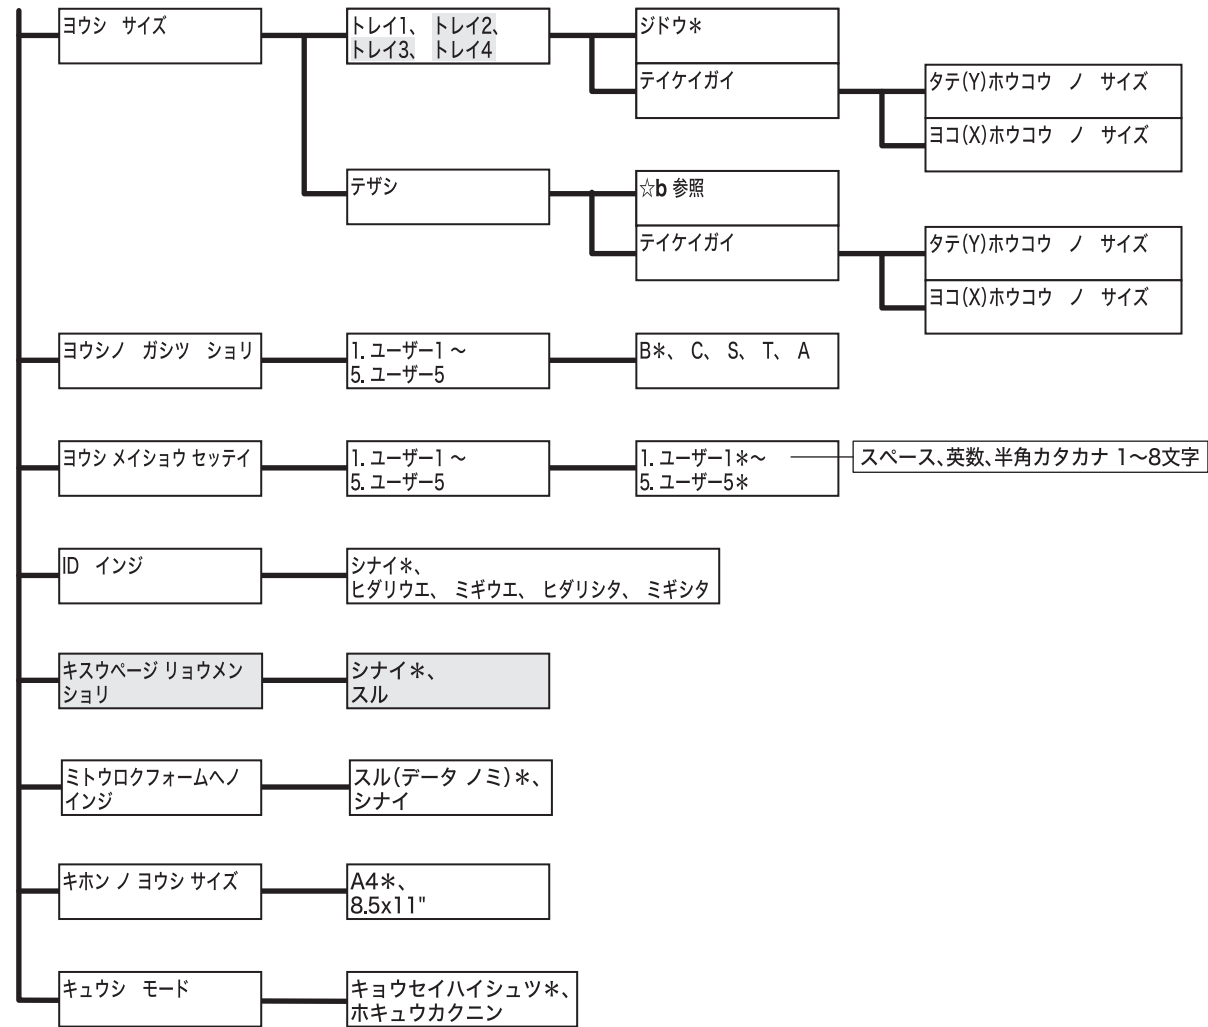 ヨウシ サイズ
トレイ1、 トレイ2、
トレイ3、 トレイ4
ジドウ＊
テイケイガイ
タテ(Y)ホウコウ ノ サイズ
ヨコ(X)ホウコウ ノ サイズ
テザシ
☆b 参照
テイケイガイ
タテ(Y)ホウコウ ノ サイズ
ヨコ(X)ホウコウ ノ サイズ
ヨウシノ ガシツ ショリ
1. ユーザー1 ～
5. ユーザー5
B＊、 C、 S、 T、 A
ヨウシ メイショウ セッテイ
1. ユーザー1 ～
5. ユーザー5
1. ユーザー1＊～
5. ユーザー5＊
スペース、英数、半角カタカナ 1～8文字
ID インジ
シナイ＊、
ヒダリウエ、 ミギウエ、 ヒダリシタ、 ミギシタ
キスウページ リョウメン
ショリ
シナイ＊、
スル
ミトウロクフォームヘノ
インジ
スル(データ ノミ)＊、
シナイ
キホン ノ ヨウシ サイズ
A4＊、
8.5x11"
キュウシ モード
キョウセイハイシュツ＊、
ホキュウカクニン